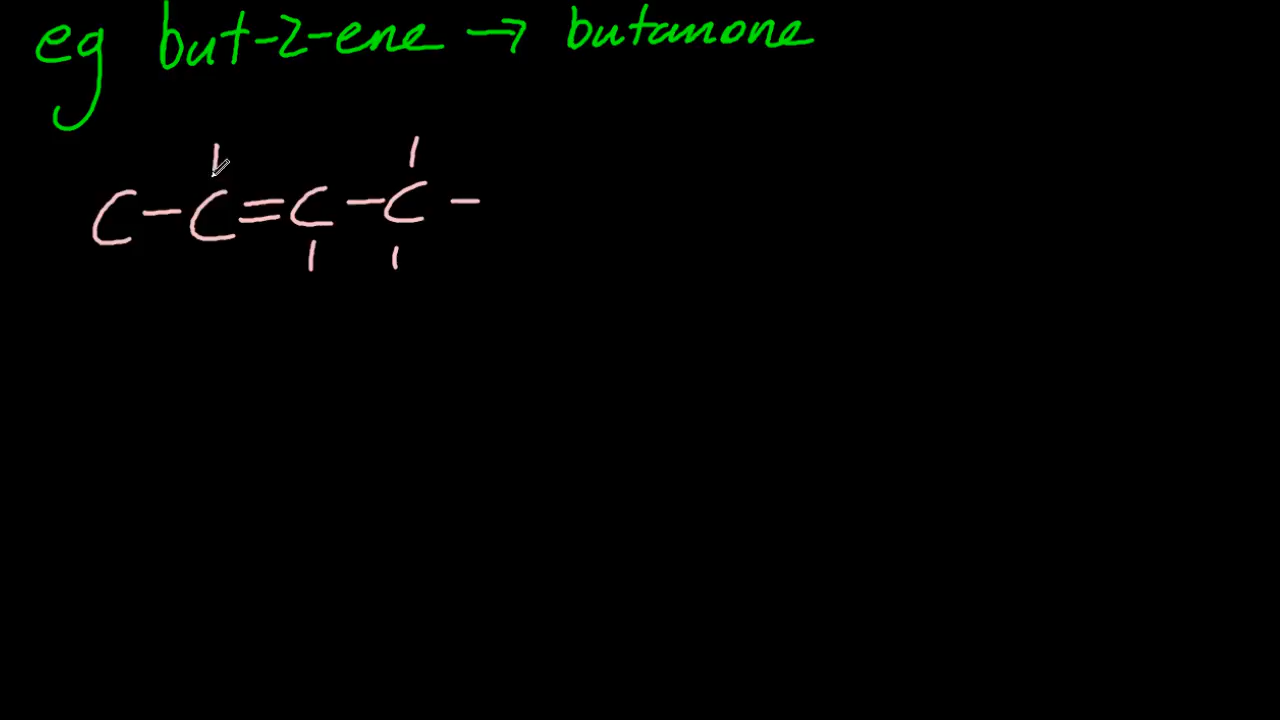 eg but-2-ene → butanone
C-C=C-C-